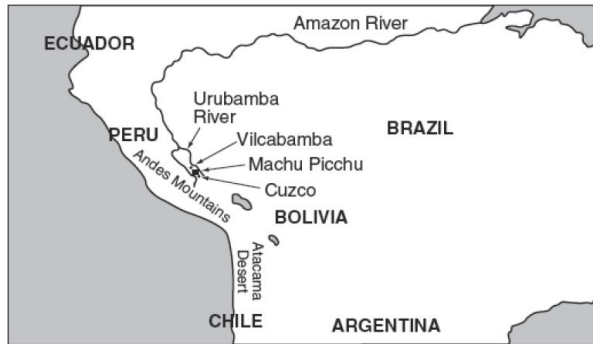 Amazon River
ECUADOR
Urubamba
River
PERU
BRAZIL
Vilcabamba
Machu Picchu
Cuzco
Andes Mountains
BOLIVIA
Atacama
Desert
CHILE
ARGENTINA